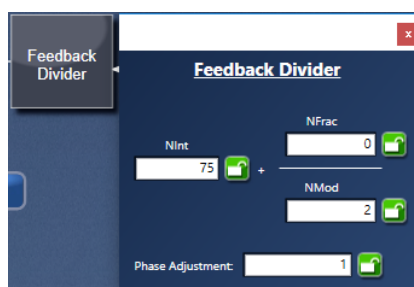 Feedback
Divider
x
Feedback Divider
NFrac
0
NInt
75
+
NMod
2
Phase Adjustment:
1